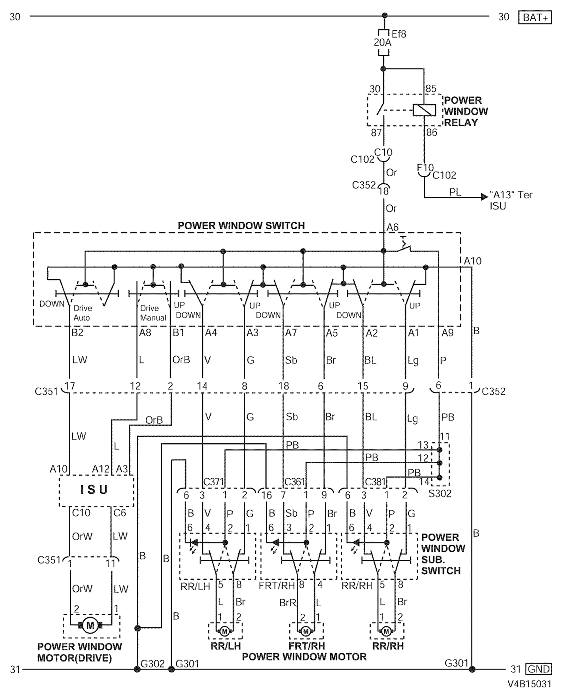 30 30 BAT+
Ef8
20A
30 85
POWER
WINDOW
RELAY
87 86
C10
C102
F10
C102
Or
C352
18
PL
"A13" Ter
ISU
Or
POWER WINDOW SWITCH
A6
A10
DOWN Drive
Auto
Drive
Manual
UP
DOWN
UP
DOWN
UP
B2 A8 B1 A4 A3 A7 A5 A2 A1 A9
B
LW L OrB V G Sb Br BL Lg P
C351 17 12 2 14 8 18 6 15 9 6 1 C352
OrB
V G Sb Br BL Lg PB
LW L
11
PB 13
PB 12
PB 14
S302
A10 A12 A3
ISU
C371 C361 C381
6 3 1 2 16 7 1 9 6 3 1 2
C10 C6
B V P G B Sb P Br B V P G
6 4 2 1 6 3 2 1 6 4 2 1
OrW LW
B
B
B
POWER
WINDOW
SUB.
SWITCH
C351 1 11
RR/LH 5 8 FRT/RH 8 4 RR/RH 5 8
OrW LW
B
L Br BrR L L Br
2 1
M
1 2 1 2 1 2
M M M
RR/LH FRT/RH RR/RH
POWER WINDOW
MOTOR(DRIVE)
POWER WINDOW MOTOR
31 G302 G301 G301 31 GND
V4B15031